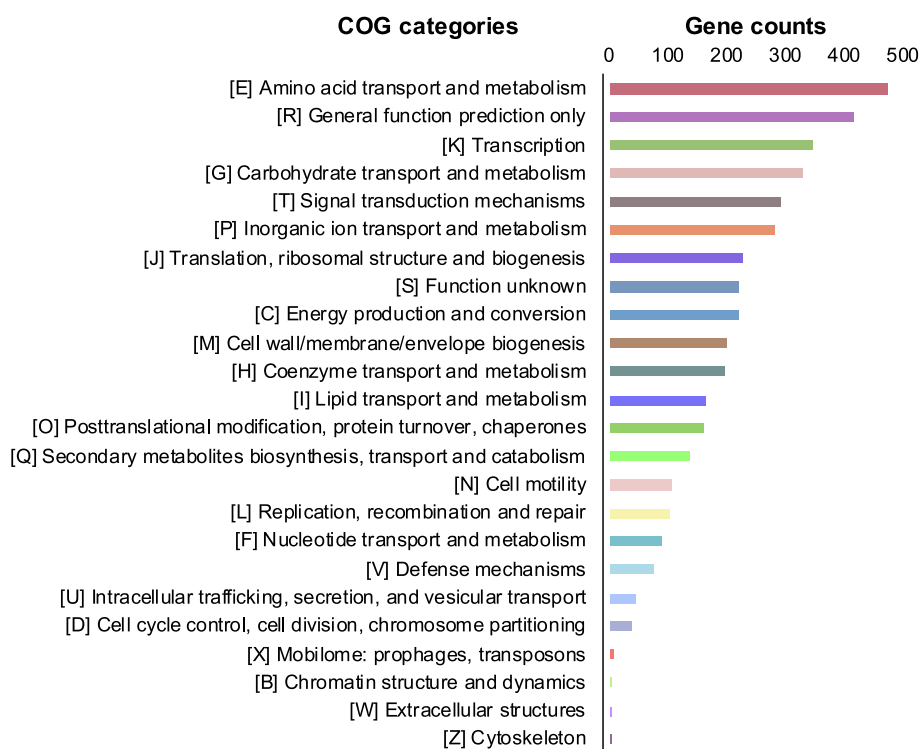 COG categories Gene counts
0 100 200 300 400 500
[E] Amino acid transport and metabolism
[R] General function prediction only
[K] Transcription
[G] Carbohydrate transport and metabolism
[T] Signal transduction mechanisms
[P] Inorganic ion transport and metabolism
[J] Translation, ribosomal structure and biogenesis
[S] Function unknown
[C] Energy production and conversion
[M] Cell wall/membrane/envelope biogenesis
[H] Coenzyme transport and metabolism
[I] Lipid transport and metabolism
[O] Posttranslational modification, protein turnover, chaperones
[Q] Secondary metabolites biosynthesis, transport and catabolism
[N] Cell motility
[L] Replication, recombination and repair
[F] Nucleotide transport and metabolism
[V] Defense mechanisms
[U] Intracellular trafficking, secretion, and vesicular transport
[D] Cell cycle control, cell division, chromosome partitioning
[X] Mobilome: prophages, transposons
[B] Chromatin structure and dynamics
[W] Extracellular structures
[Z] Cytoskeleton